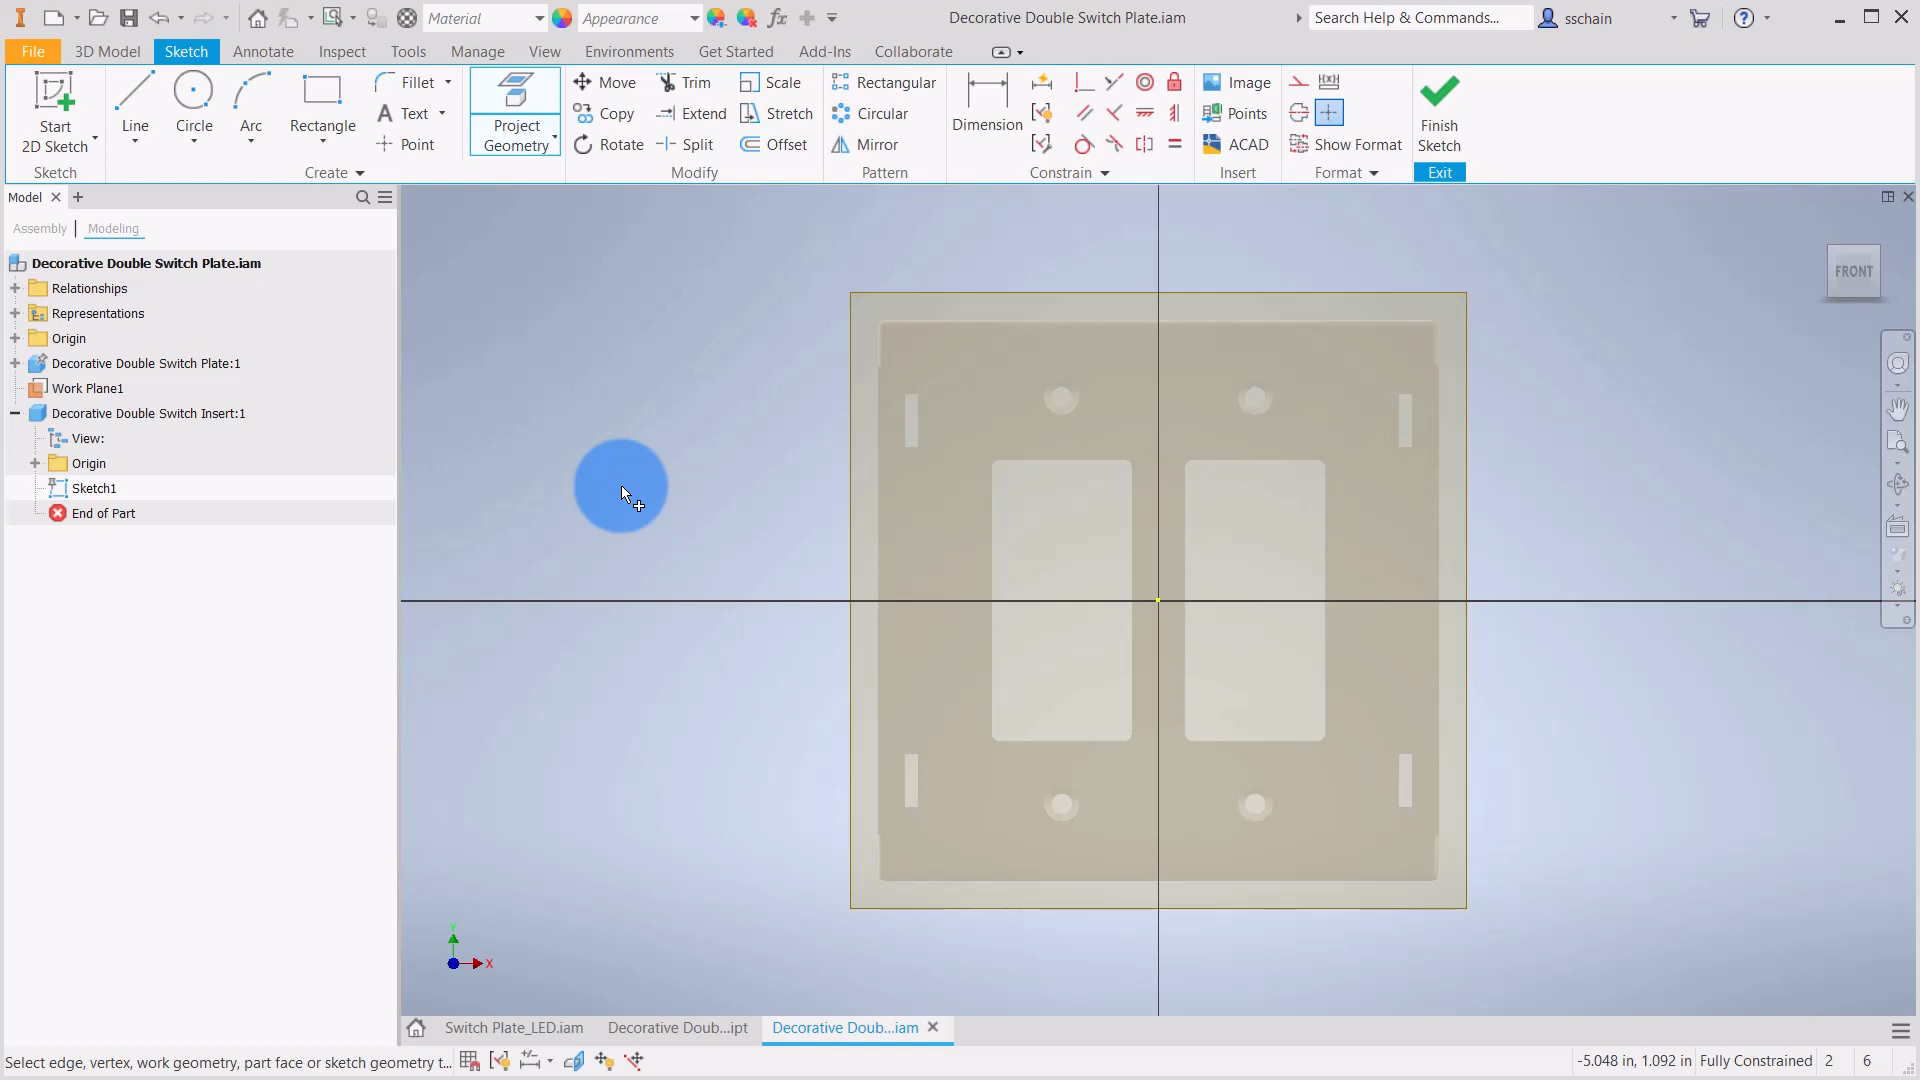 Material
Appearance
Decorative Double Switch Plate.iam
Search Help & Commands...
sschain
File
3D Model
Sketch
Annotate
Inspect
Tools
Manage
View
Environments
Get Started
Add-Ins
Collaborate
Start
2D Sketch
Line
Circle
Arc
Rectangle
Fillet
Text
Point
Project
Geometry
Move
Copy
Rotate
Trim
Extend
Split
Scale
Stretch
Offset
Rectangular
Circular
Mirror
Dimension
Image
Points
ACAD
Show Format
Finish
Sketch
Sketch
Create
Modify
Pattern
Constrain
Insert
Format
Exit
Model
Assembly
Modeling
Decorative Double Switch Plate.iam
Relationships
Representations
Origin
Decorative Double Switch Plate:1
Work Plane1
Decorative Double Switch Insert:1
View:
Origin
Sketch1
End of Part
FRONT
Y
X
Switch Plate_LED.iam
Decorative Doub...ipt
Decorative Doub...iam
Select edge, vertex, work geometry, part face or sketch geometry t...
-5.048 in, 1.092 in
Fully Constrained
2
6